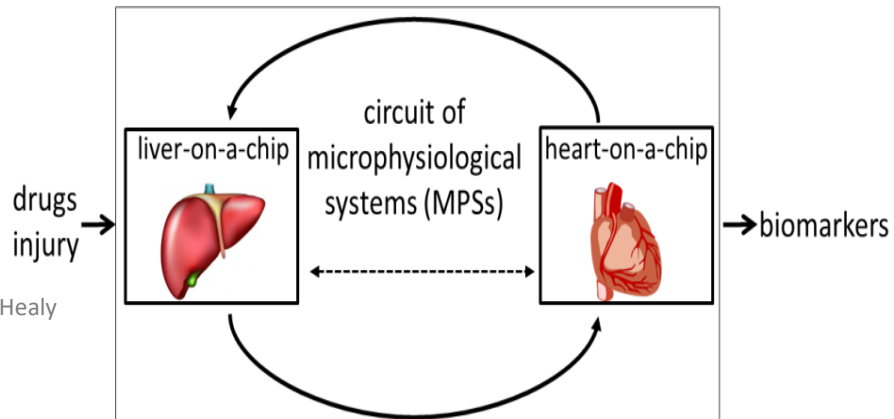 drugs
injury
Healy
liver-on-a-chip
circuit of
microphysiological
systems (MPSs)
heart-on-a-chip
biomarkers